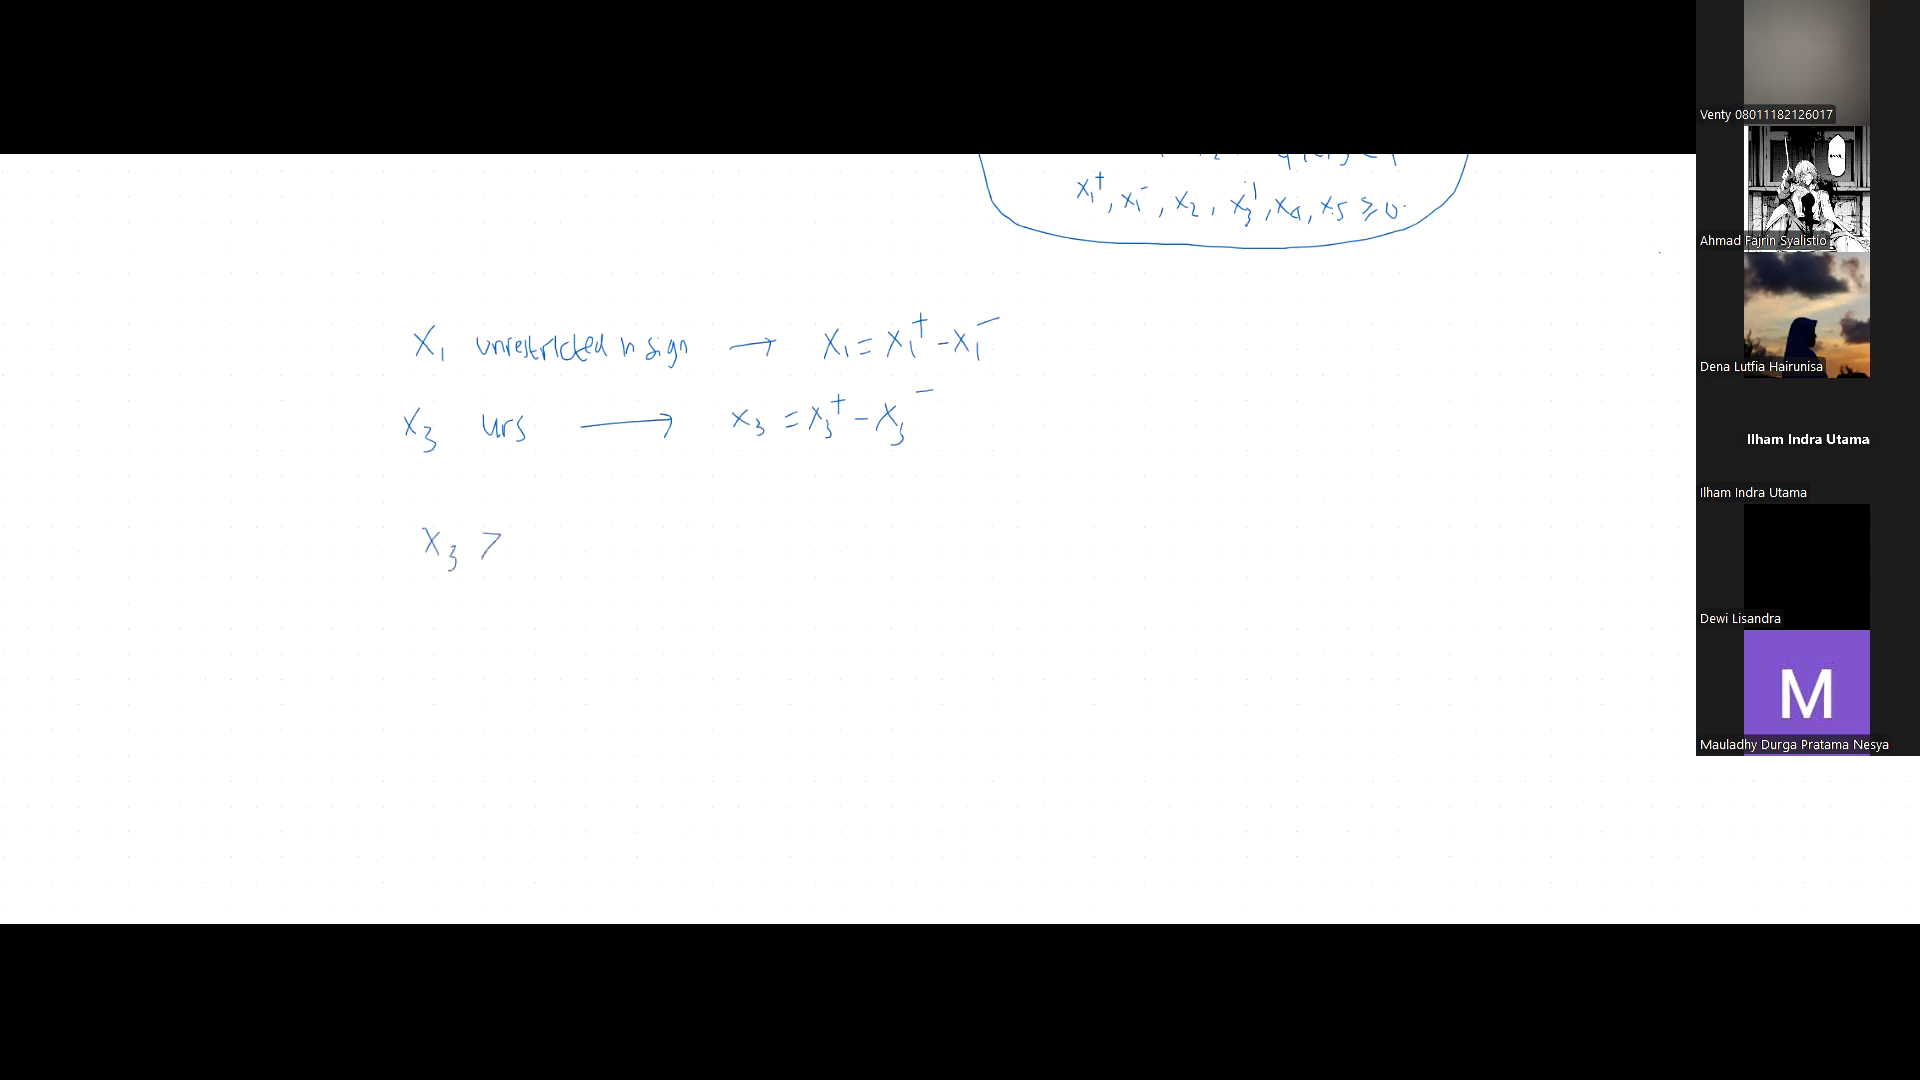 x₁⁺, x₁⁻, x₂, x₃', x₄, x₅ ≥ 0
x₁ unrestricted in sign → x₁ = x₁⁺ - x₁⁻
x₃ urs → x₃ = x₃⁺ - x₃⁻
x₃ >
Venty 08011182126017
Ahmad Fajrin Syalistio
Dena Lutfia Hairunisa
Ilham Indra Utama
Ilham Indra Utama
Dewi Lisandra
M
Mauladhy Durga Pratama Nesya